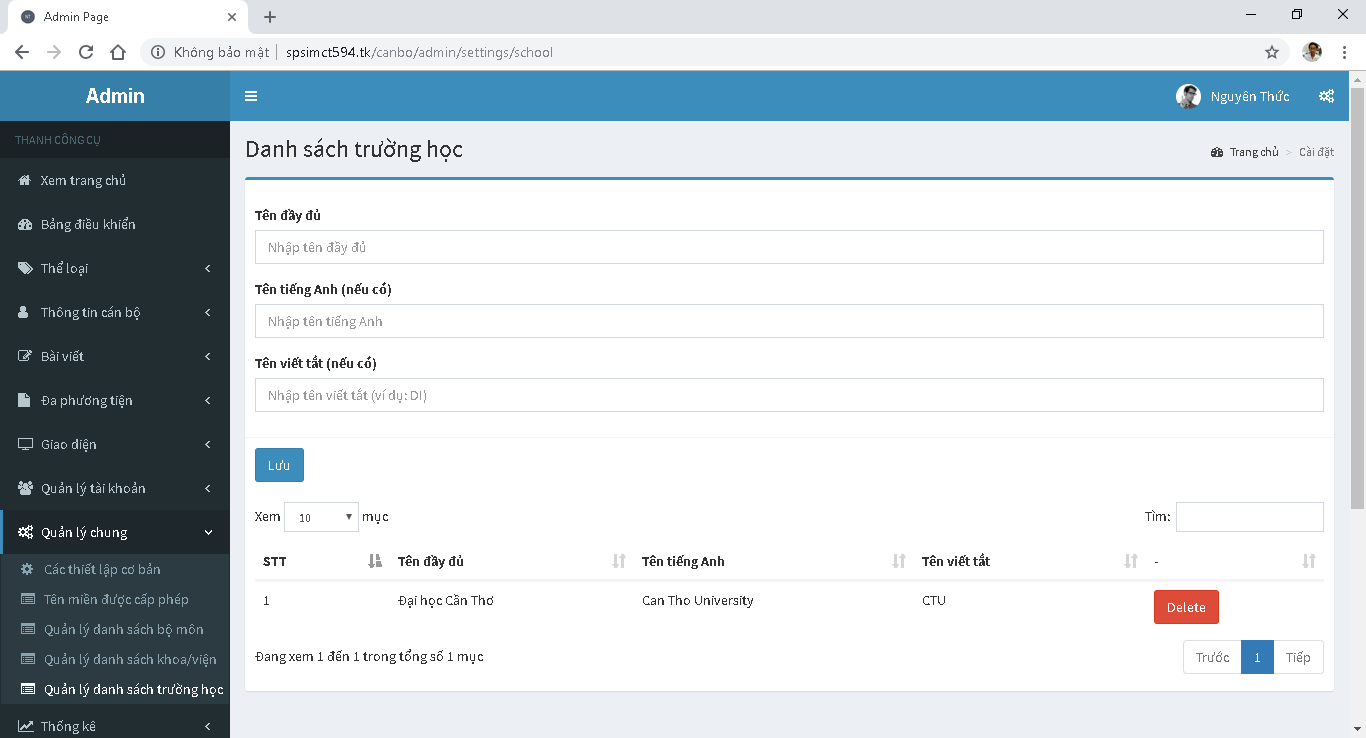 Admin Page
Không bảo mật | spsimct594.tk/canbo/admin/settings/school
Admin
Nguyên Thức
THANH CÔNG CỤ
Xem trang chủ
Bảng điều khiển
Thể loại
Thông tin cán bộ
Bài viết
Đa phương tiện
Giao diện
Quản lý tài khoản
Quản lý chung
Các thiết lập cơ bản
Tên miền được cấp phép
Quản lý danh sách bộ môn
Quản lý danh sách khoa/viện
Quản lý danh sách trường học
Thống kê
Danh sách trường học
Trang chủ > Cài đặt
Tên đầy đủ
Nhập tên đầy đủ
Tên tiếng Anh (nếu có)
Nhập tên tiếng Anh
Tên viết tắt (nếu có)
Nhập tên viết tắt (ví dụ: DI)
Lưu
Xem 10 mục Tìm:
STT Tên đầy đủ Tên tiếng Anh Tên viết tắt -
1 Đại học Cần Thơ Can Tho University CTU Delete
Đang xem 1 đến 1 trong tổng số 1 mục Trước 1 Tiếp